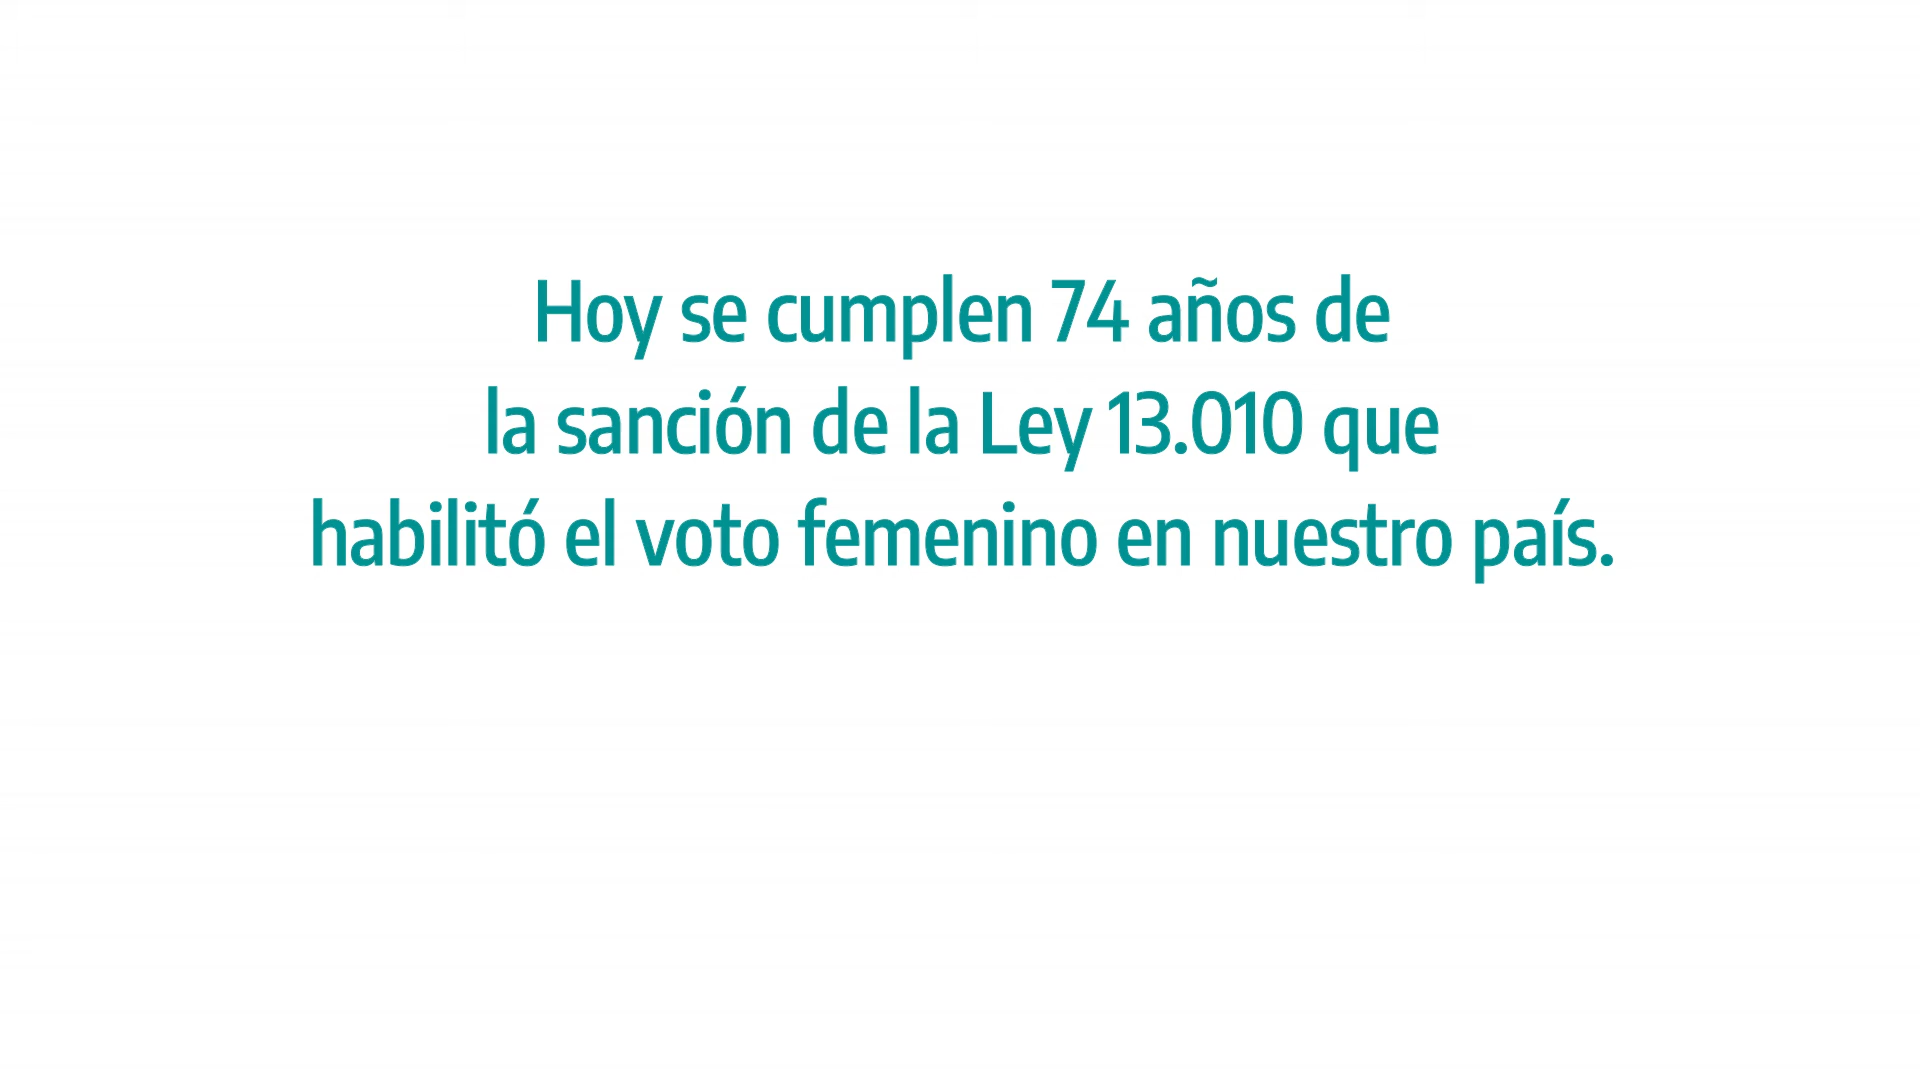 Hoy se cumplen 74 años de
la sanción de la Ley 13.010 que
habilitó el voto femenino en nuestro país.